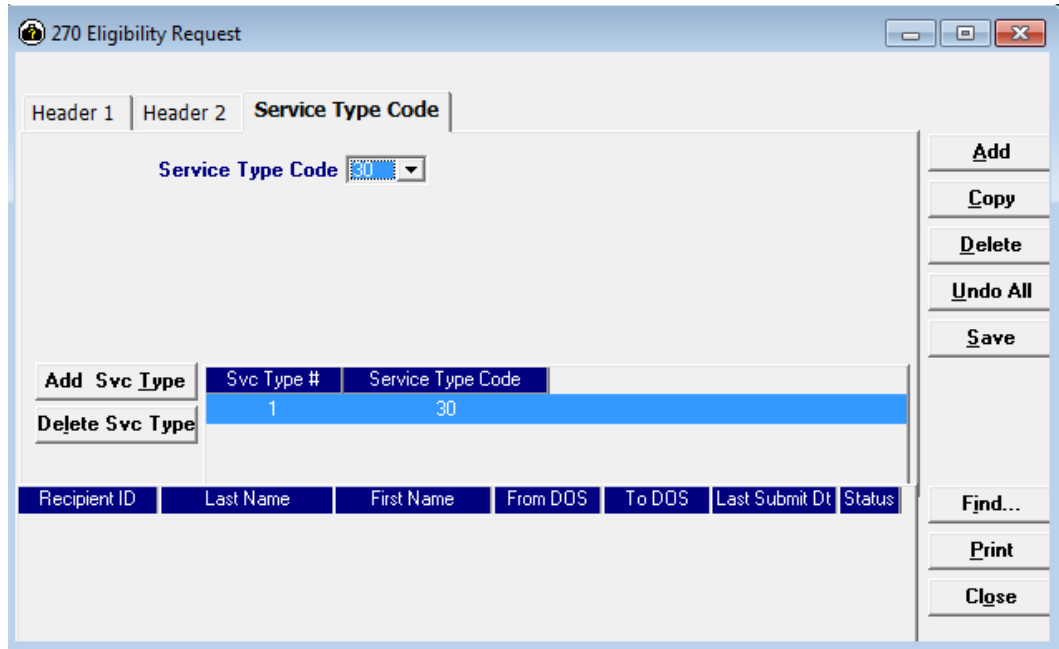 270 Eligibility Request
Header 1 Header 2 Service Type Code
Service Type Code 30
Add
Copy
Delete
Undo All
Save
Add Svc Type
Delete Svc Type
Svc Type # Service Type Code
1 30
Recipient ID Last Name First Name From DOS To DOS Last Submit Dt Status
Find...
Print
Close